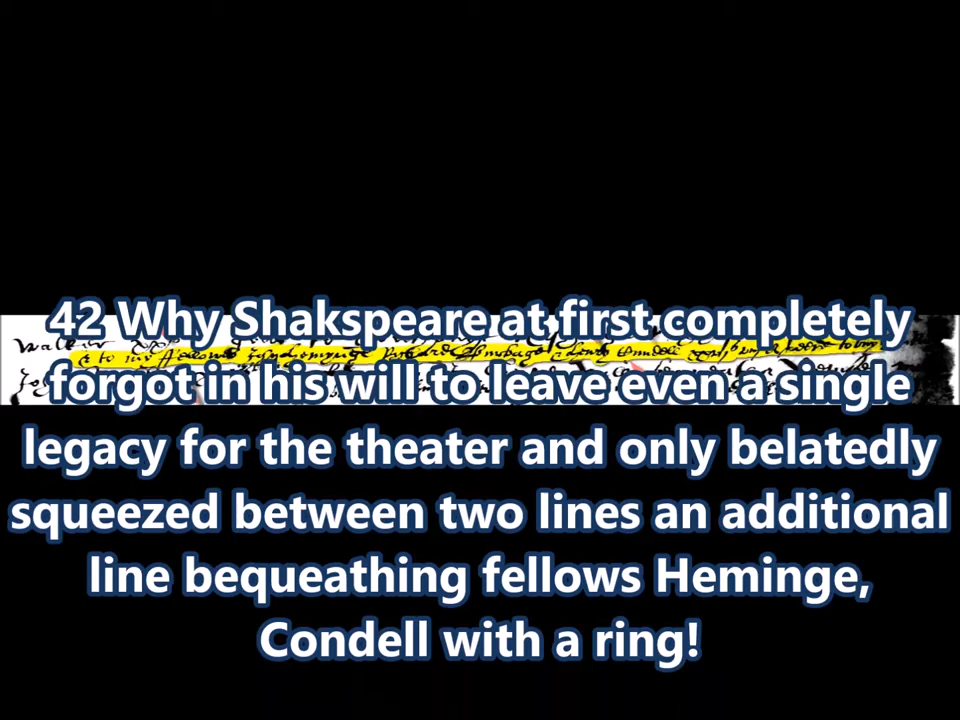 42 Why Shakspeare at first completely
forgot in his will to leave even a single
legacy for the theater and only belatedly
squeezed between two lines an additional
line bequeathing fellows Heminge,
Condell with a ring!